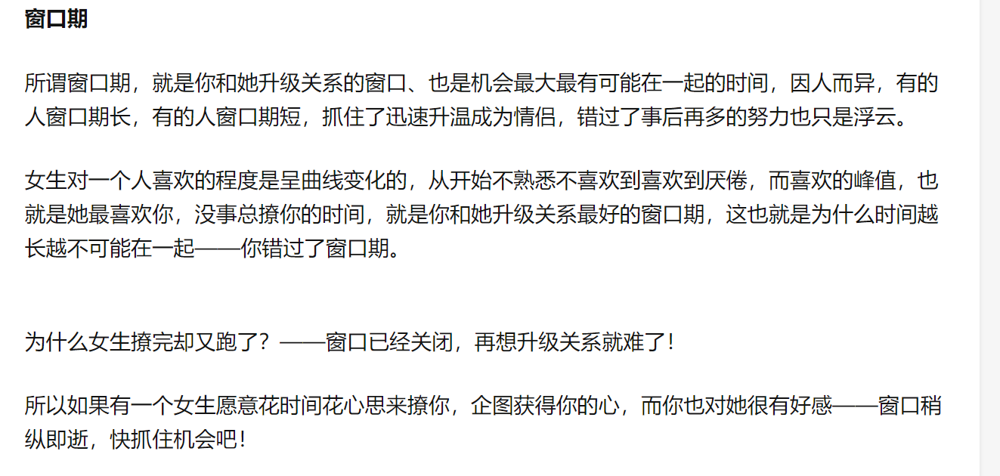 窗口期
所谓窗口期，就是你和她升级关系的窗口、也是机会最大最有可能在一起的时间，因人而异，有的
人窗口期长，有的人窗口期短，抓住了迅速升温成为情侣，错过了事后再多的努力也只是浮云。
女生对一个人喜欢的程度是呈曲线变化的，从开始不熟悉不喜欢到喜欢到厌倦，而喜欢的峰值，也
就是她最喜欢你，没事总撩你的时间，就是你和她升级关系最好的窗口期，这也就是为什么时间越
长越不可能在一起——你错过了窗口期。
为什么女生撩完却又跑了？——窗口已经关闭，再想升级关系就难了！
所以如果有一个女生愿意花时间花心思来撩你，企图获得你的心，而你也对她很有好感——窗口稍
纵即逝，快抓住机会吧！